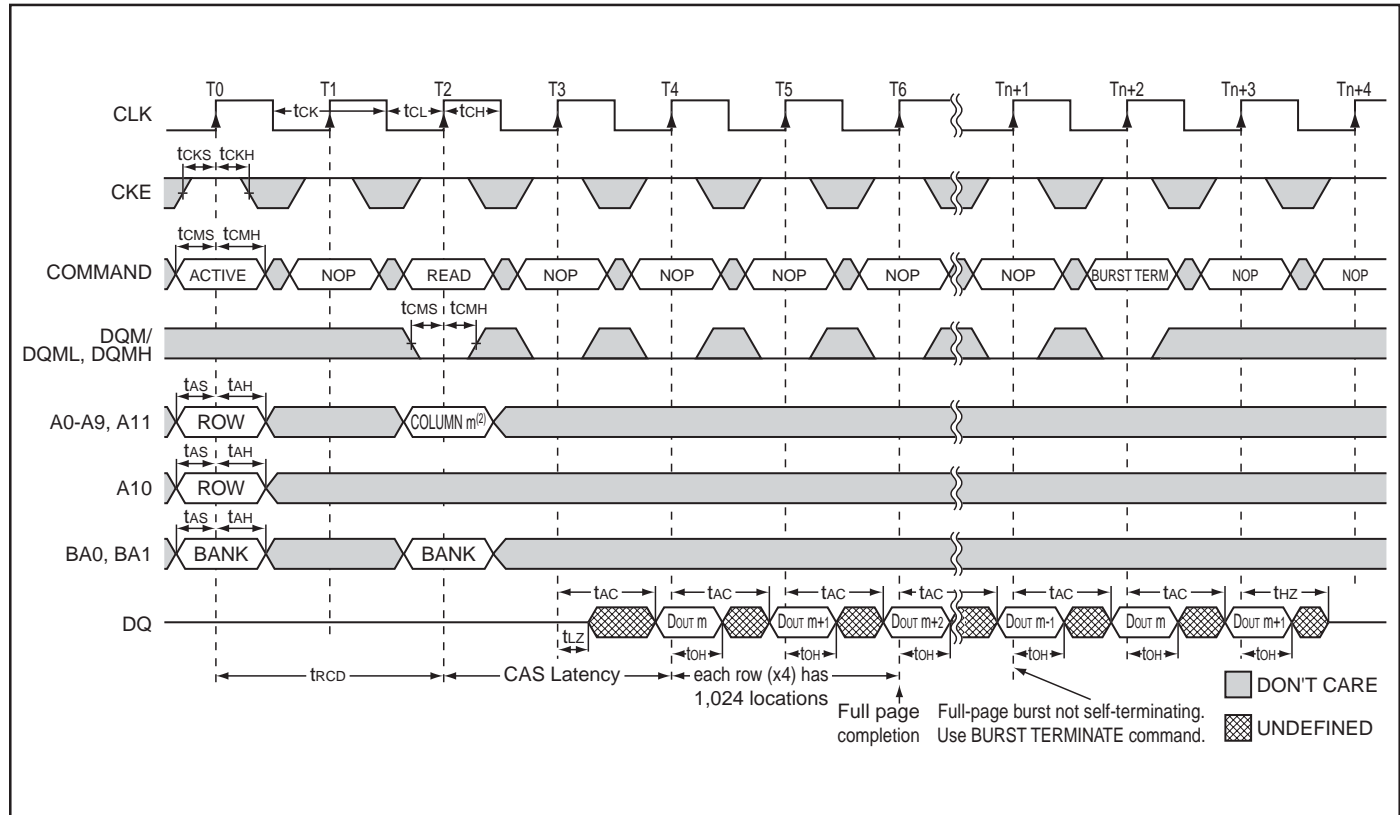 T0 T1 T2 T3 T4 T5 T6 Tn+1 Tn+2 Tn+3 Tn+4
CLK tCK tCL tCH
tCKS tCKH
CKE
tCMS tCMH
COMMAND ACTIVE NOP READ NOP NOP NOP NOP NOP BURST TERM NOP NOP
tCMS tCMH
DQM/
DQML, DQMH
tAS tAH
A0-A9, A11 ROW COLUMN m(2)
tAS tAH
A10 ROW
tAS tAH
BA0, BA1 BANK BANK
tAC tAC tAC tAC tAC tAC tHZ
DQ DOUT m DOUT m+1 DOUT m+2 DOUT m-1 DOUT m DOUT m+1
tLZ tOH tOH tOH tOH tOH tOH
tRCD CAS Latency each row (x4) has
1,024 locations
DON'T CARE
Full page Full-page burst not self-terminating.
completion Use BURST TERMINATE command.
UNDEFINED